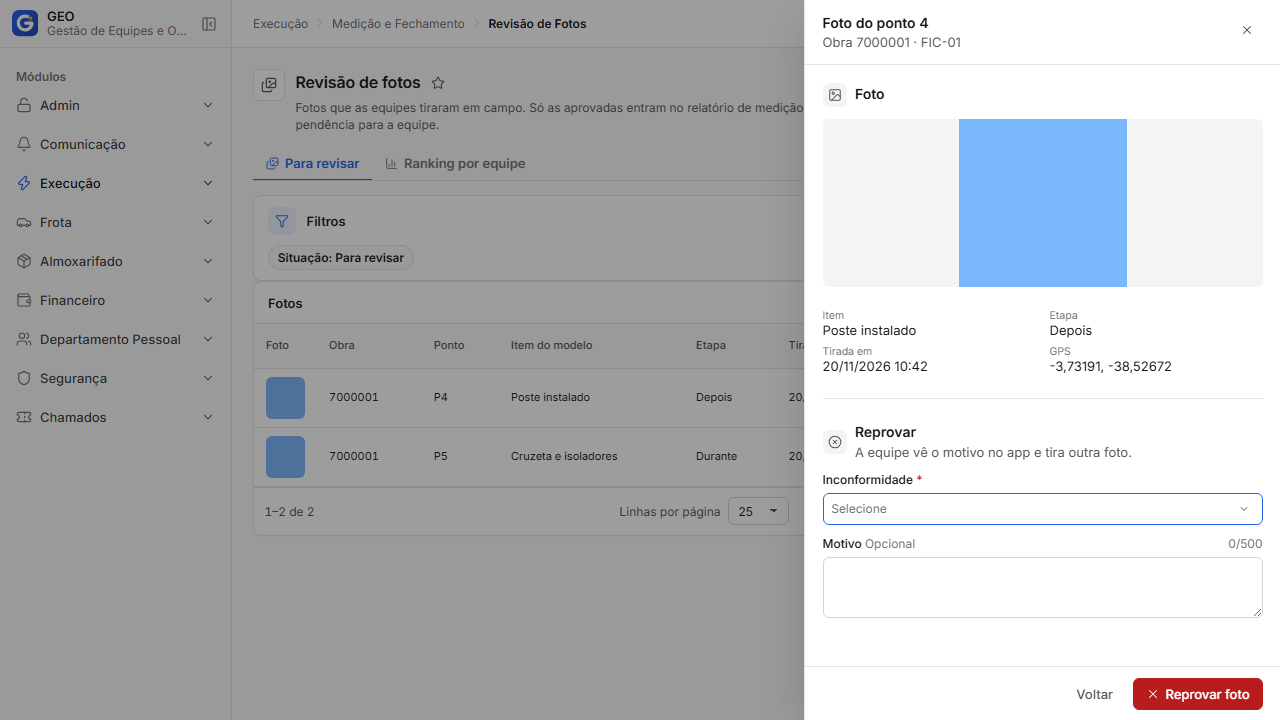 GEO
Gestão de Equipes e O...
Módulos
Admin
Comunicação
Execução
Frota
Almoxarifado
Financeiro
Departamento Pessoal
Segurança
Chamados
Execução
Medição e Fechamento
Revisão de Fotos
Revisão de fotos
Fotos que as equipes tiraram em campo. Só as aprovadas entram no relatório de medição
pendência para a equipe.
Para revisar
Ranking por equipe
Filtros
Situação: Para revisar
Fotos
Foto Obra Ponto Item do modelo Etapa
7000001 P4 Poste instalado Depois 20/
7000001 P5 Cruzeta e isoladores Durante 20/
1–2 de 2
Linhas por página 25
Foto do ponto 4
Obra 7000001 · FIC-01
Foto
Item
Poste instalado
Etapa
Depois
Tirada em
20/11/2026 10:42
GPS
-3,73191, -38,52672
Reprovar
A equipe vê o motivo no app e tira outra foto.
Inconformidade *
Selecione
Motivo Opcional 0/500
Voltar
Reprovar foto